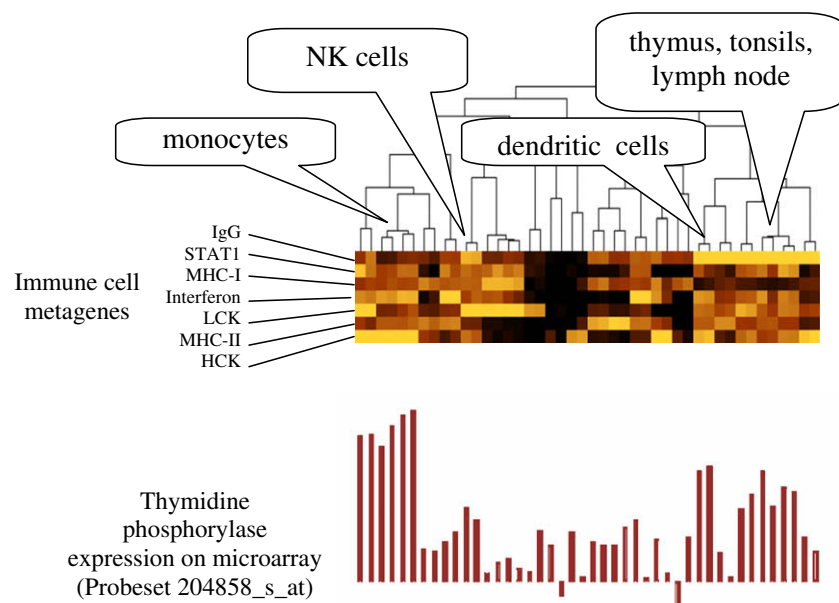 thymus, tonsils,
lymph node
NK cells
monocytes
dendritic cells
IgG
STAT1
MHC-I
Interferon
LCK
MHC-II
HCK
Immune cell
metagenes
Thymidine
phosphorylase
expression on microarray
(Probeset 204858_s_at)